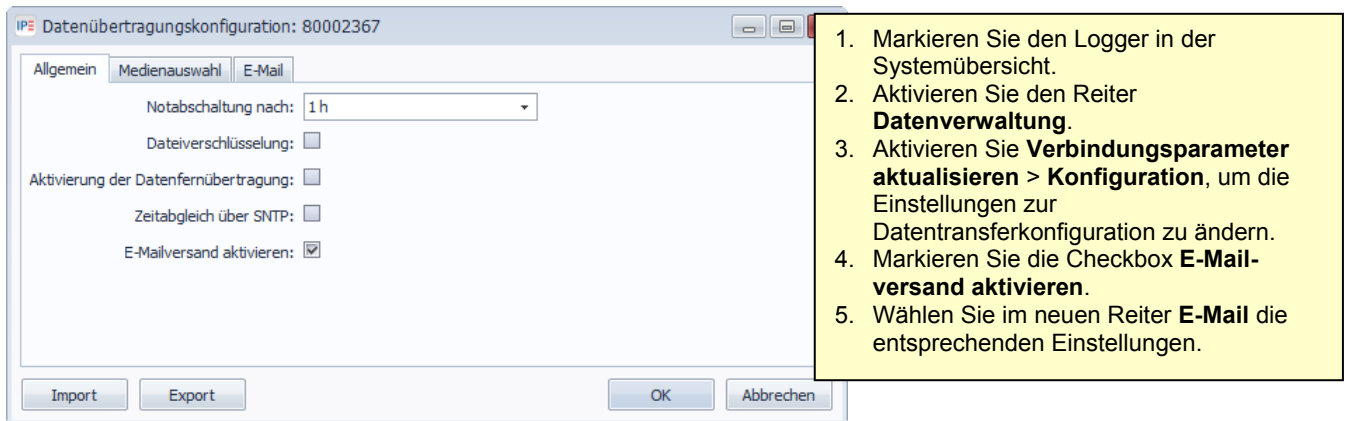 IPE Datenübertragungskonfiguration: 80002367
Allgemein Medienauswahl E-Mail
Notabschaltung nach: 1 h
Dateiverschlüsselung:
Aktivierung der Datenfernübertragung:
Zeitabgleich über SNTP:
E-Mailversand aktivieren:
Import Export OK Abbrechen
1. Markieren Sie den Logger in der
Systemübersicht.
2. Aktivieren Sie den Reiter
Datenverwaltung.
3. Aktivieren Sie Verbindungsparameter
aktualisieren > Konfiguration, um die
Einstellungen zur
Datentransferkonfiguration zu ändern.
4. Markieren Sie die Checkbox E-Mail-
versand aktivieren.
5. Wählen Sie im neuen Reiter E-Mail die
entsprechenden Einstellungen.